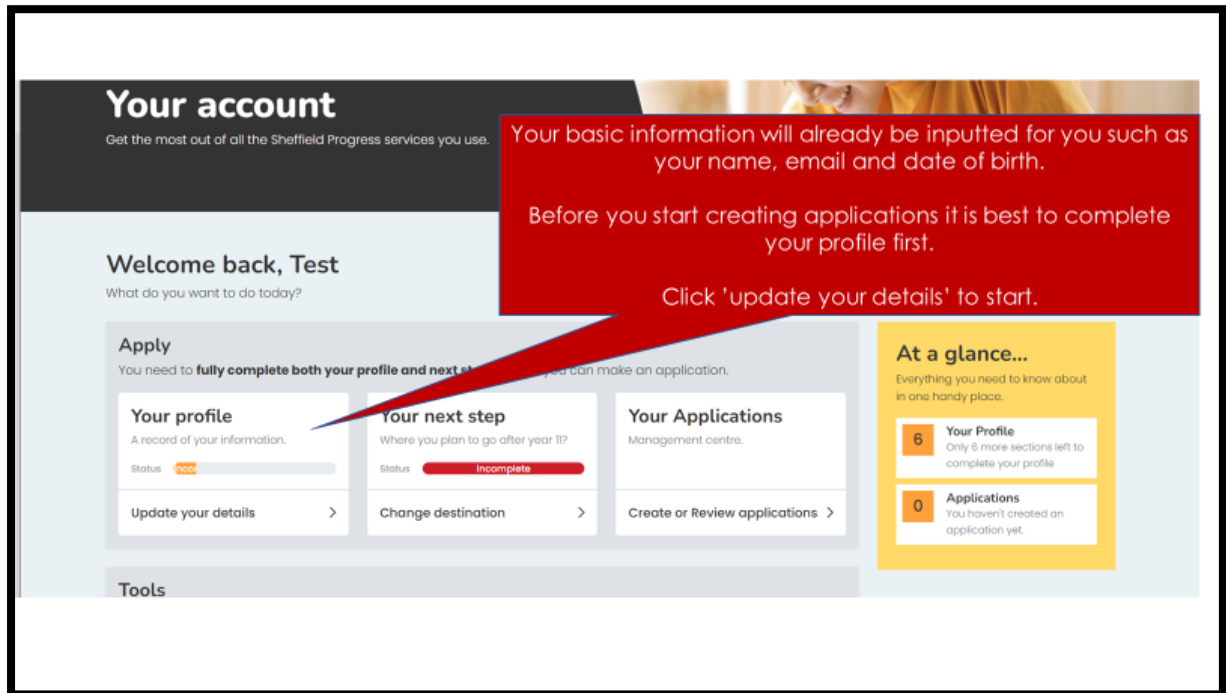 Your account
Get the most out of all the Sheffield Progress services you use.
Your basic information will already be inputted for you such as
your name, email and date of birth.
Before you start creating applications it is best to complete
your profile first.
Click 'update your details' to start.
Welcome back, Test
What do you want to do today?
Apply
You need to fully complete both your profile and next st you can make an application.
Your profile
A record of your information.
Status
Update your details
Your next step
Where you plan to go after year 11?
Status Incomplete
Change destination
Your Applications
Management centre.
Create or Review applications
At a glance...
Everything you need to know about
in one handy place.
6
Your Profile
Only 6 more sections left to
complete your profile
0
Applications
You haven't created an
application yet.
Tools